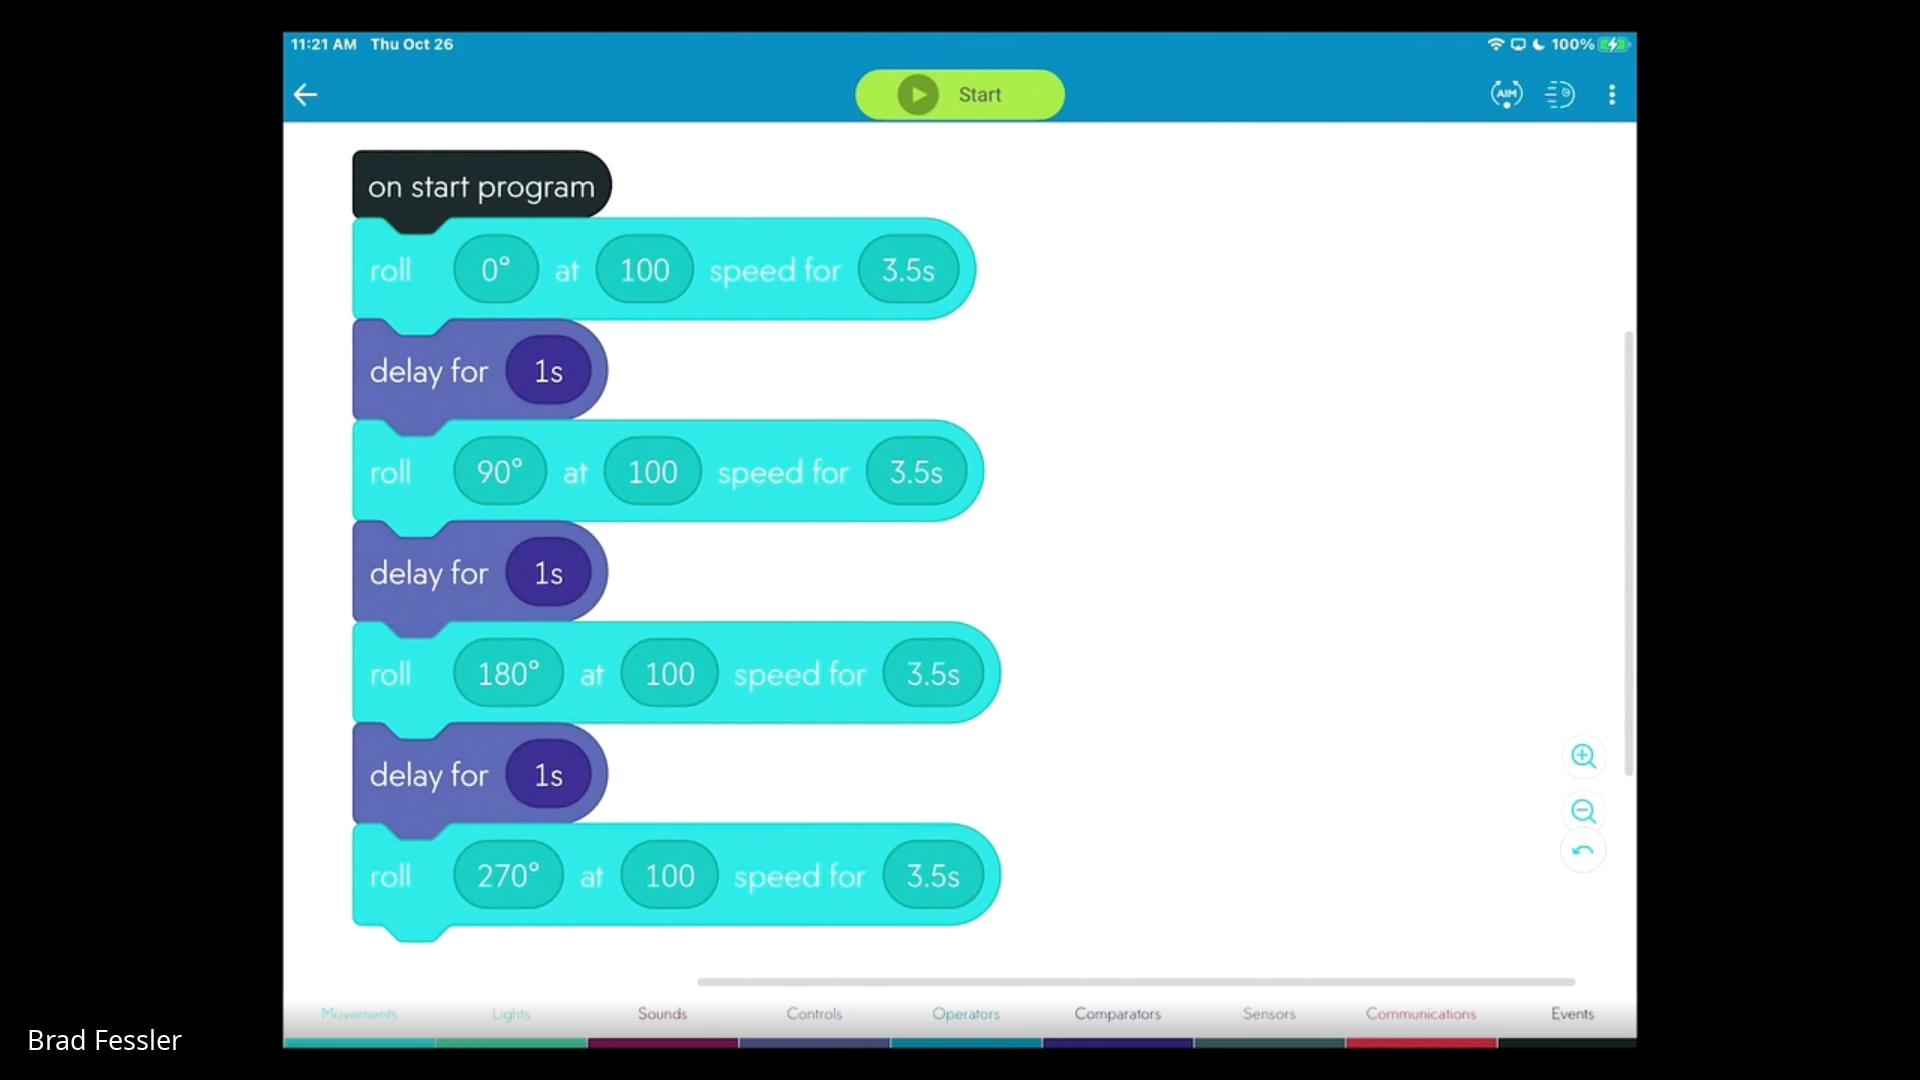 11:21 AM Thu Oct 26
100%
Start
AIM
on start program
roll 0° at 100 speed for 3.5s
delay for 1s
roll 90° at 100 speed for 3.5s
delay for 1s
roll 180° at 100 speed for 3.5s
delay for 1s
roll 270° at 100 speed for 3.5s
Movements Lights Sounds Controls Operators Comparators Sensors Communications Events
Brad Fessler